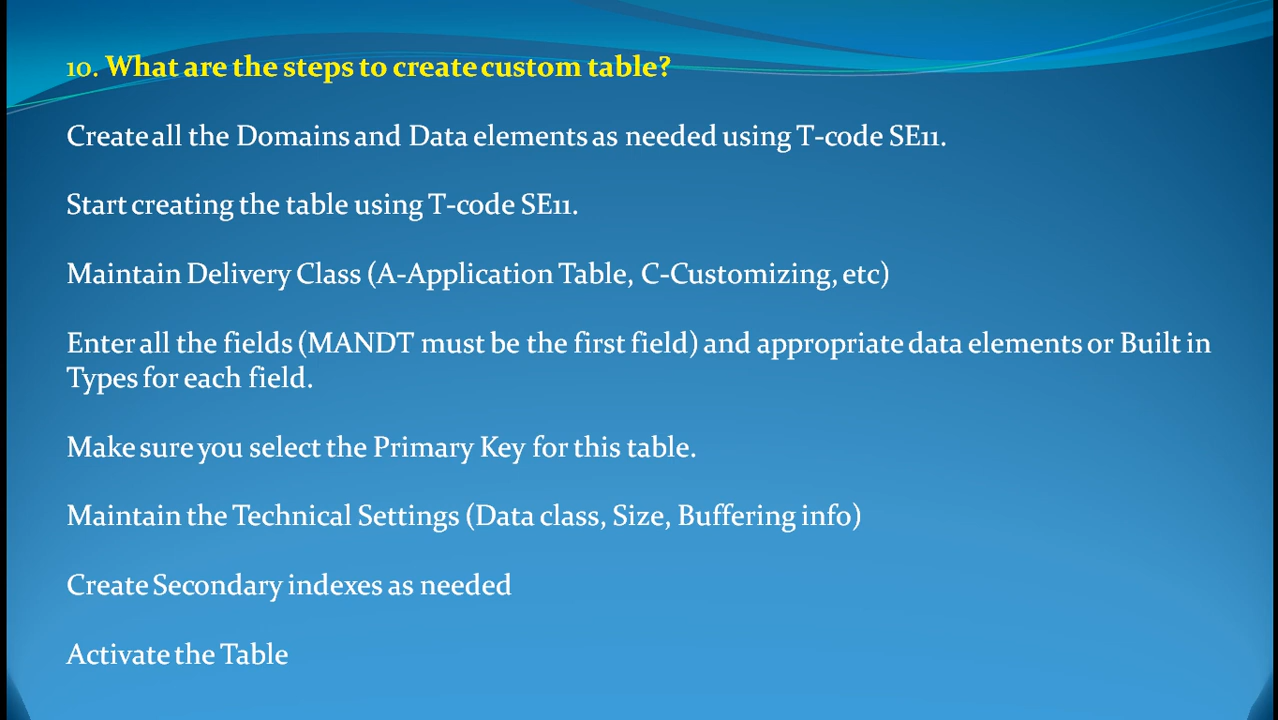 10. What are the steps to create custom table?
Create all the Domains and Data elements as needed using T-code SE11.
Start creating the table using T-code SE11.
Maintain Delivery Class (A-Application Table, C-Customizing, etc)
Enter all the fields (MANDT must be the first field) and appropriate data elements or Built in
Types for each field.
Make sure you select the Primary Key for this table.
Maintain the Technical Settings (Data class, Size, Buffering info)
Create Secondary indexes as needed
Activate the Table